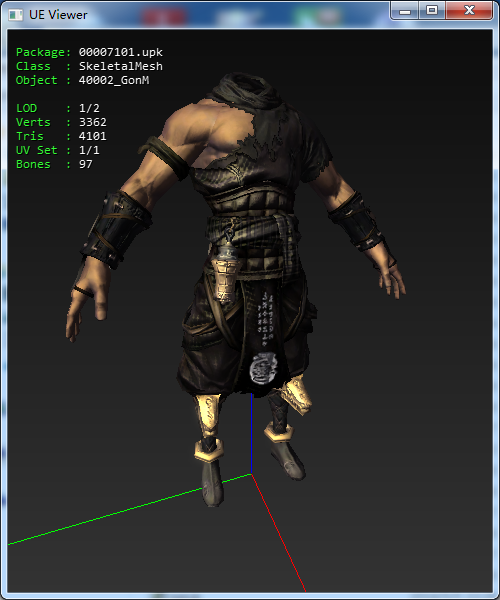 UE Viewer
Package: 00007101.upk
Class : SkeletalMesh
Object : 40002_GonM
LOD : 1/2
Verts : 3362
Tris : 4101
UV Set : 1/1
Bones : 97